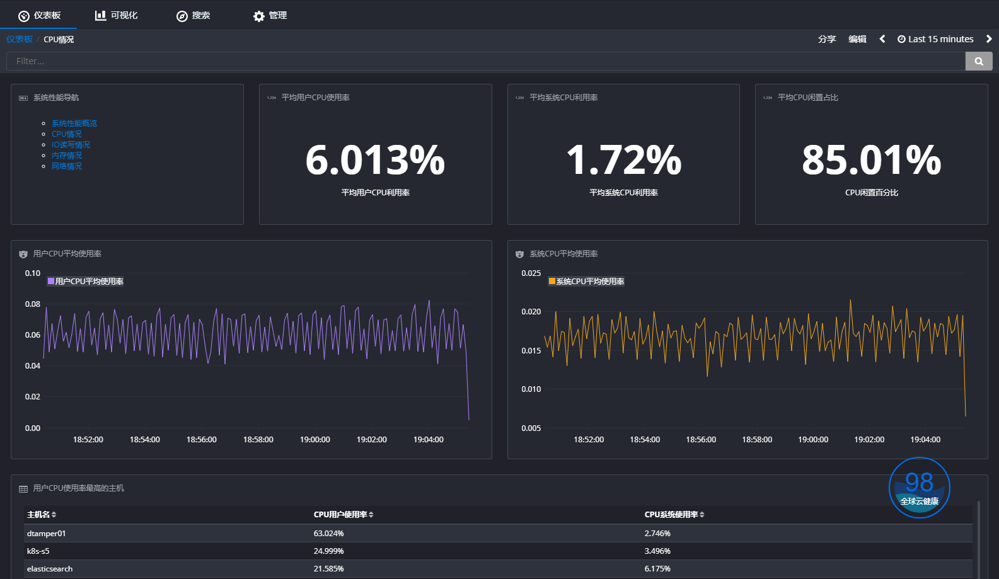 仪表板 可视化 搜索 管理
仪表板 / CPU情况 分享 编辑 Last 15 minutes
Filter...
系统性能导航
系统性能概览
CPU情况
IO读写情况
内存情况
网络情况
1,234 平均用户CPU使用率
6.013%
平均用户CPU利用率
1,234 平均系统CPU利用率
1.72%
平均系统CPU利用率
1,234 平均CPU闲置占比
85.01%
CPU闲置百分比
用户CPU平均使用率
用户CPU平均使用率
0.10
0.08
0.06
0.04
0.02
0.00
18:52:00 18:54:00 18:56:00 18:58:00 19:00:00 19:02:00 19:04:00
系统CPU平均使用率
系统CPU平均使用率
0.025
0.020
0.015
0.010
0.005
18:52:00 18:54:00 18:56:00 18:58:00 19:00:00 19:02:00 19:04:00
98
全球云健康
用户CPU使用率最高的主机
主机名 CPU用户使用率 CPU系统使用率
dtamper01 63.024% 2.746%
k8s-s5 24.999% 3.496%
elasticsearch 21.585% 6.175%